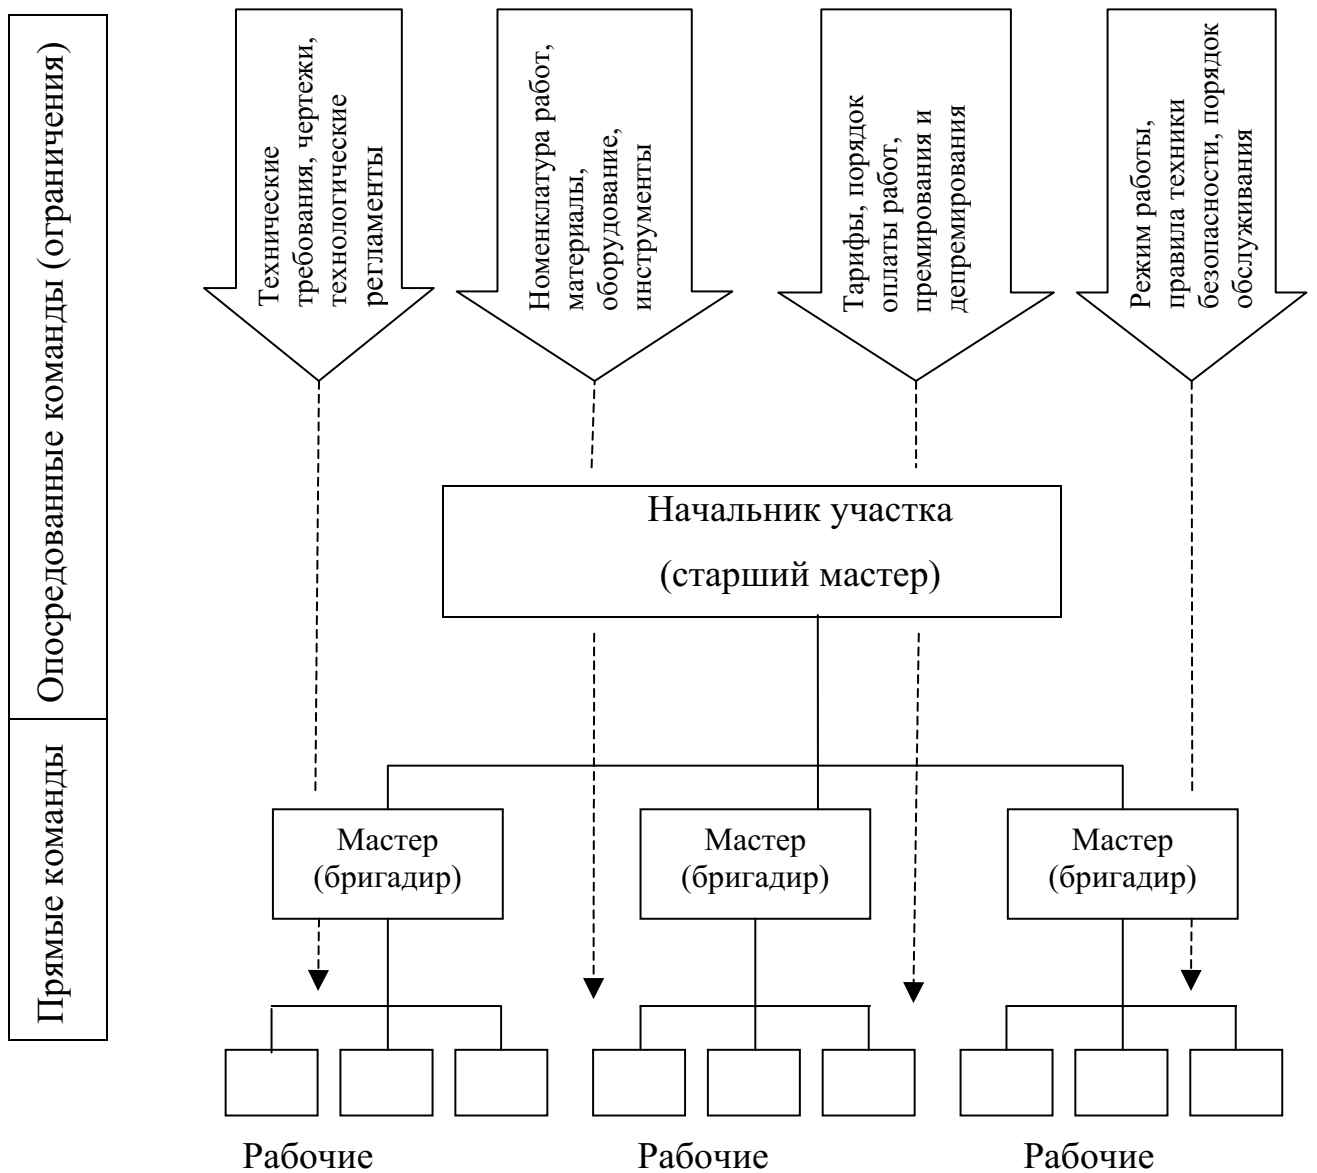 Опосредованные команды (ограничения)
Прямые команды
Технические
требования, чертежи,
технологические
регламенты
Номенклатура работ,
материалы,
оборудование,
инструменты
Тарифы, порядок
оплаты работ,
премирования и
депремирования
Режим работы,
правила техники
безопасности, порядок
обслуживания
Начальник участка
(старший мастер)
Мастер
(бригадир)
Мастер
(бригадир)
Мастер
(бригадир)
Рабочие
Рабочие
Рабочие